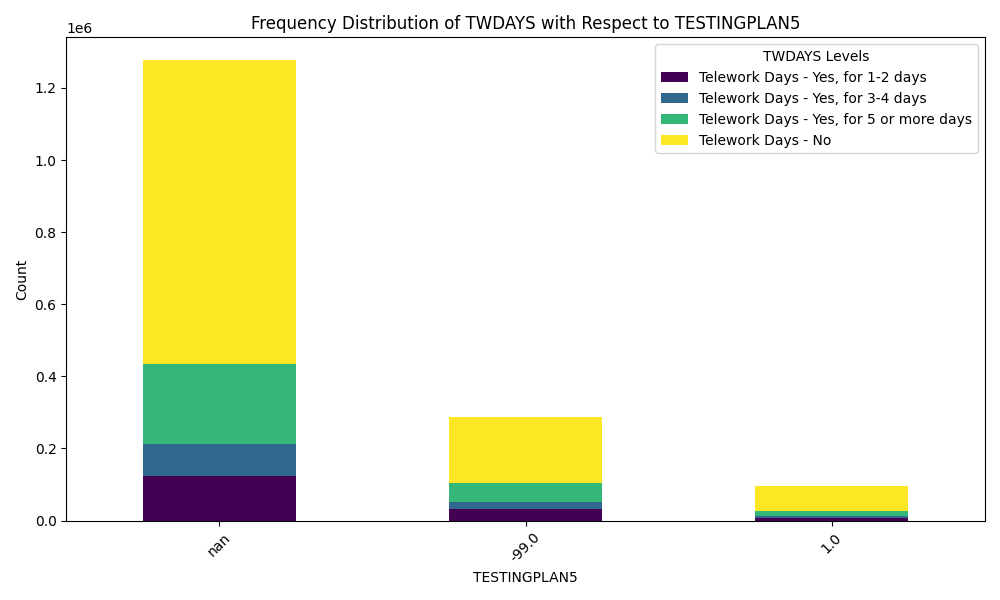 Frequency Distribution of TWDAYS with Respect to TESTINGPLAN5
1e6
TWDAYS Levels
Telework Days - Yes, for 1-2 days
Telework Days - Yes, for 3-4 days
Telework Days - Yes, for 5 or more days
Telework Days - No
1.2
1.0
0.8
0.6
0.4
0.2
0.0
Count
nan
-99.0
1.0
TESTINGPLAN5